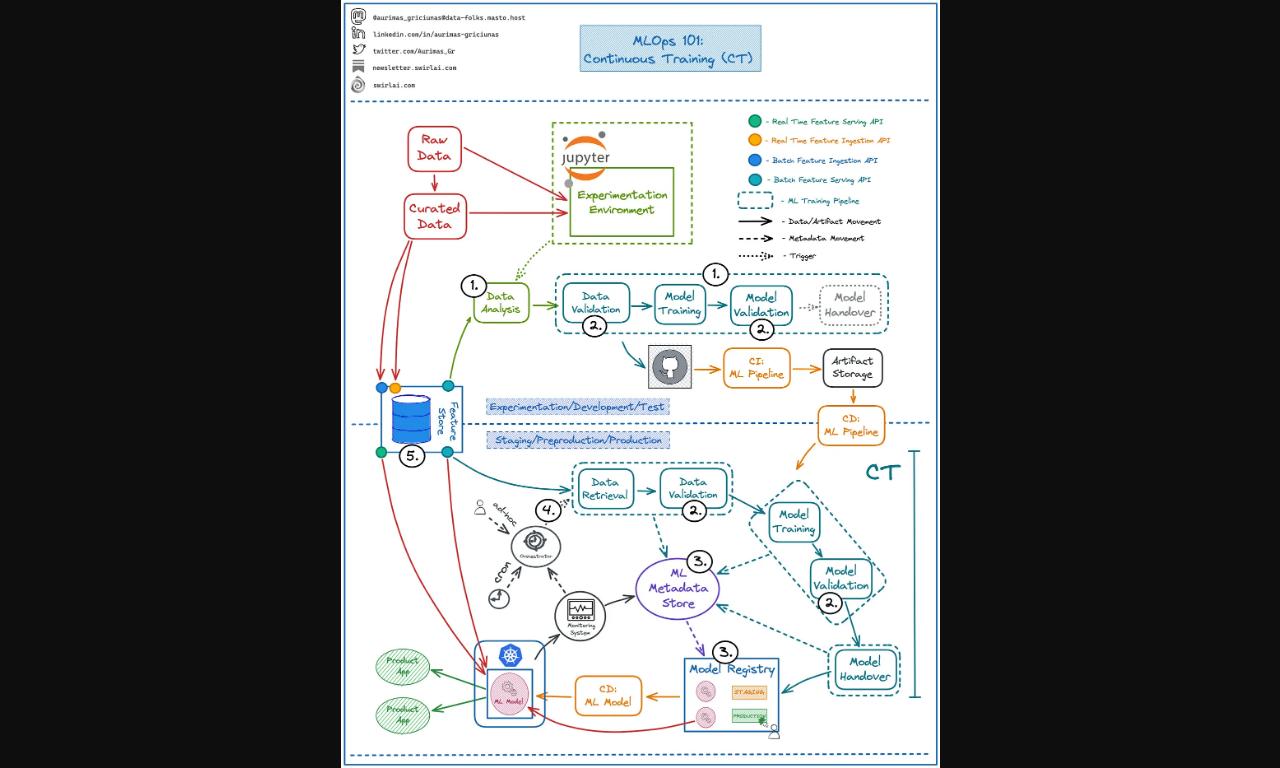 @aurimas_griciunas@data-folks.masto.host
linkedin.com/in/aurimas-griciunas
twitter.com/Aurimas_Gr
newsletter.swirlai.com
swirlai.com
MLOps 101:
Continuous Training (CT)
- Real Time Feature Serving API
- Real Time Feature Ingestion API
- Batch Feature Ingestion API
- Batch Feature Serving API
- ML Training Pipeline
- Data/Artifact Movement
- Metadata Movement
- Trigger
Raw
Data
Curated
Data
jupyter
Experimentation
Environment
1.
Data
Analysis
1.
Data
Validation
2.
Model
Training
Model
Validation
2.
Model
Handover
CI:
ML Pipeline
Artifact
Storage
CD:
ML Pipeline
Feature
Store
5.
Experimentation/Development/Test
Staging/Preproduction/Production
CT
Data
Retrieval
Data
Validation
2.
Model
Training
Model
Validation
2.
Model
Handover
4.
ad-hoc
Orchestrator
cron
Monitoring
System
3.
ML
Metadata
Store
3.
Model Registry
STAGING
PRODUCTION
CD:
ML Model
ML Model
Product
App
Product
App